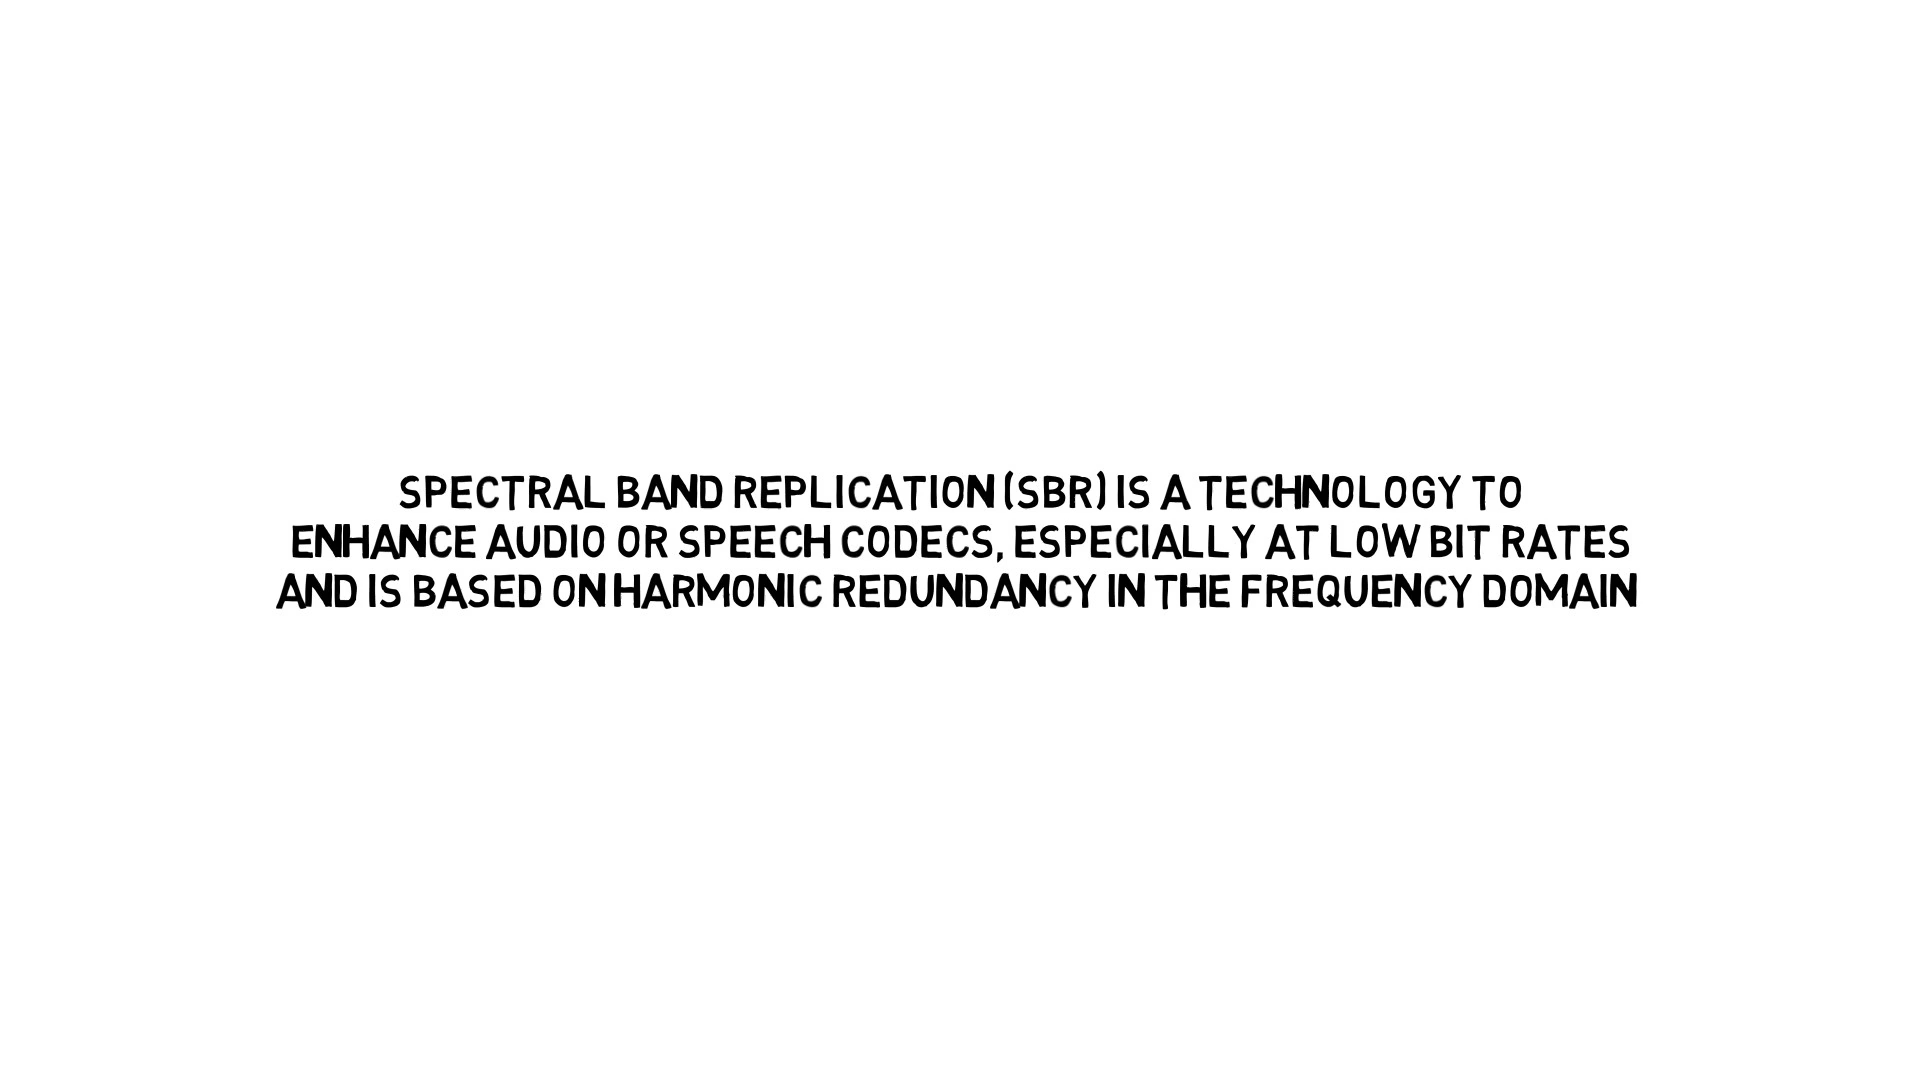 SPECTRAL BAND REPLICATION (SBR) IS A TECHNOLOGY TO
ENHANCE AUDIO OR SPEECH CODECS, ESPECIALLY AT LOW BIT RATES
AND IS BASED ON HARMONIC REDUNDANCY IN THE FREQUENCY DOMAIN